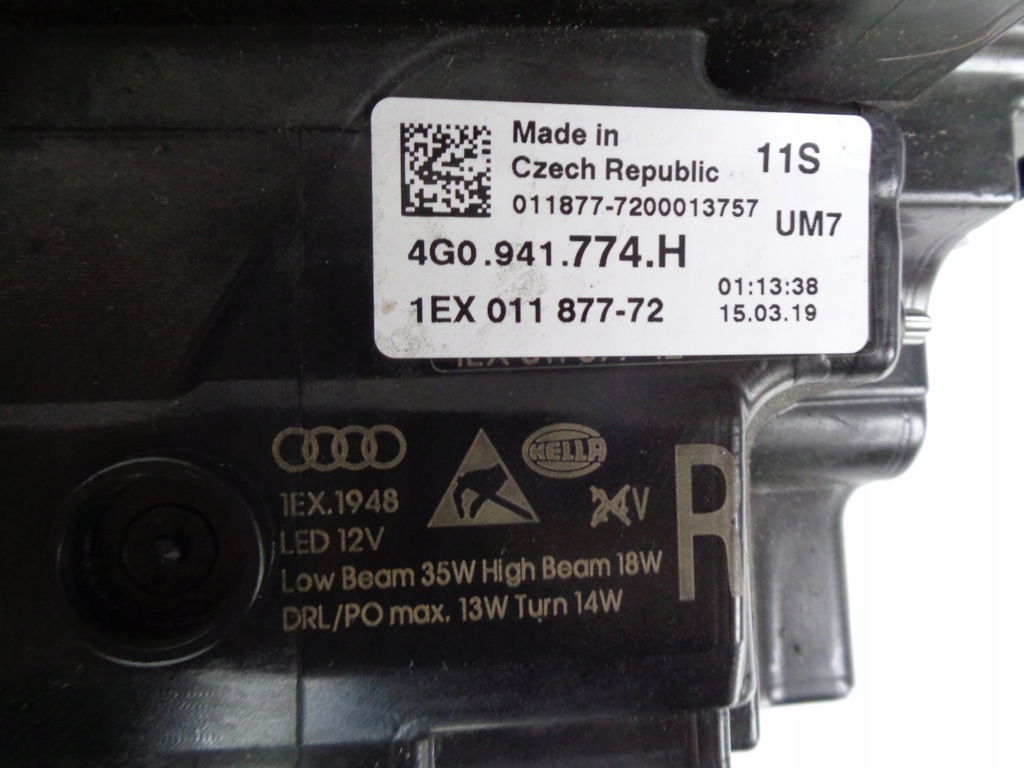 Made in
Czech Republic
11S
011877-7200013757
UM7
4G0.941.774.H
01:13:38
1EX 011 877-72
15.03.19
HELLA
1EX.1948
24V
R
LED 12V
Low Beam 35W High Beam 18W
DRL/PO max. 13W Turn 14W